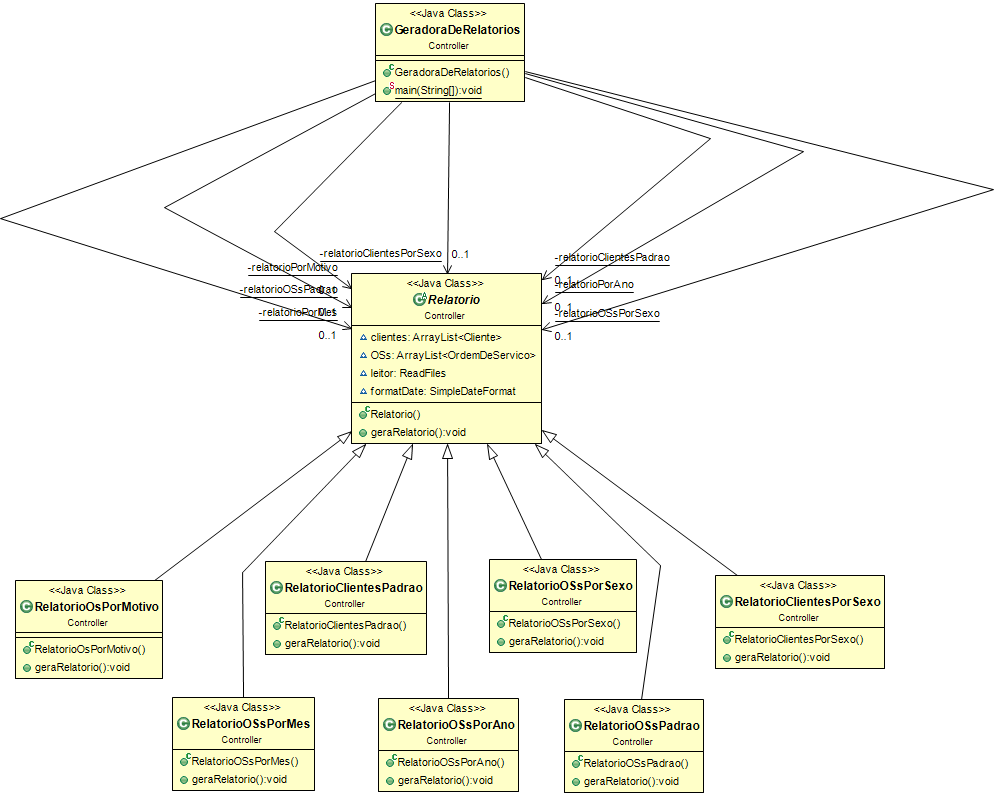 <<Java Class>>
GeradoraDeRelatorios
Controller
GeradoraDeRelatorios()
main(String[]):void
-relatorioClientesPorSexo
0..1
-relatorioClientesPadrao
0..1
-relatorioPorMotivo
0..1
-relatorioPorAno
0..1
-relatorioOSsPadrao
0..1
-relatorioPorMes
0..1
-relatorioOSsPorSexo
0..1
<<Java Class>>
Relatorio
Controller
clientes: ArrayList<Cliente>
OSs: ArrayList<OrdemDeServico>
leitor: ReadFiles
formatDate: SimpleDateFormat
Relatorio()
geraRelatorio():void
<<Java Class>>
RelatorioOsPorMotivo
Controller
RelatorioOsPorMotivo()
geraRelatorio():void
<<Java Class>>
RelatorioClientesPadrao
Controller
RelatorioClientesPadrao()
geraRelatorio():void
<<Java Class>>
RelatorioOSsPorSexo
Controller
RelatorioOSsPorSexo()
geraRelatorio():void
<<Java Class>>
RelatorioClientesPorSexo
Controller
RelatorioClientesPorSexo()
geraRelatorio():void
<<Java Class>>
RelatorioOSsPorMes
Controller
RelatorioOSsPorMes()
geraRelatorio():void
<<Java Class>>
RelatorioOSsPorAno
Controller
RelatorioOSsPorAno()
geraRelatorio():void
<<Java Class>>
RelatorioOSsPadrao
Controller
RelatorioOSsPadrao()
geraRelatorio():void